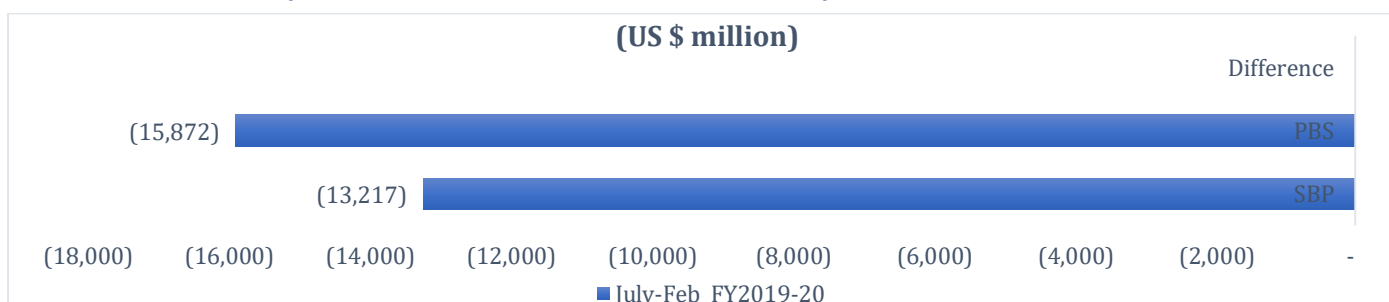 (US $ million)
Difference
(15,872) PBS
(13,217) SBP
(18,000) (16,000) (14,000) (12,000) (10,000) (8,000) (6,000) (4,000) (2,000) -
July-Feb FY2019-20